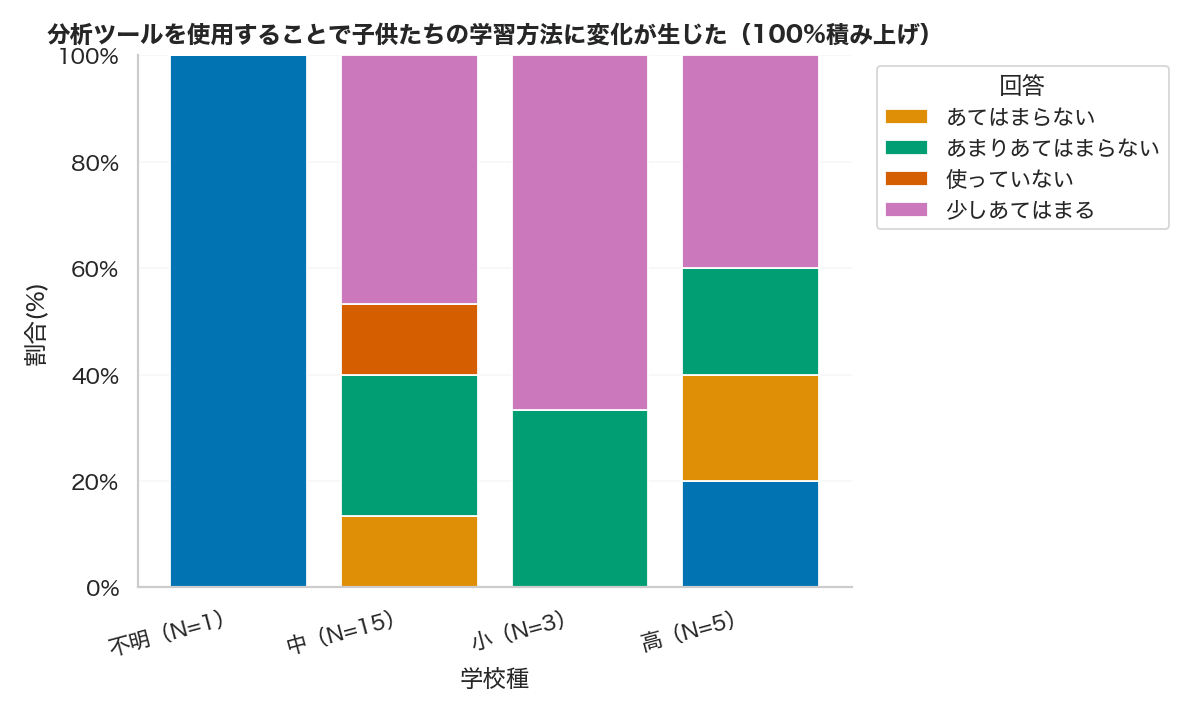 分析ツールを使用することで子供たちの学習方法に変化が生じた（100%積み上げ）
100%
80%
60%
40%
20%
0%
割合(%)
不明（N=1）
中（N=15）
小（N=3）
高（N=5）
学校種
回答
あてはまらない
あまりあてはまらない
使っていない
少しあてはまる